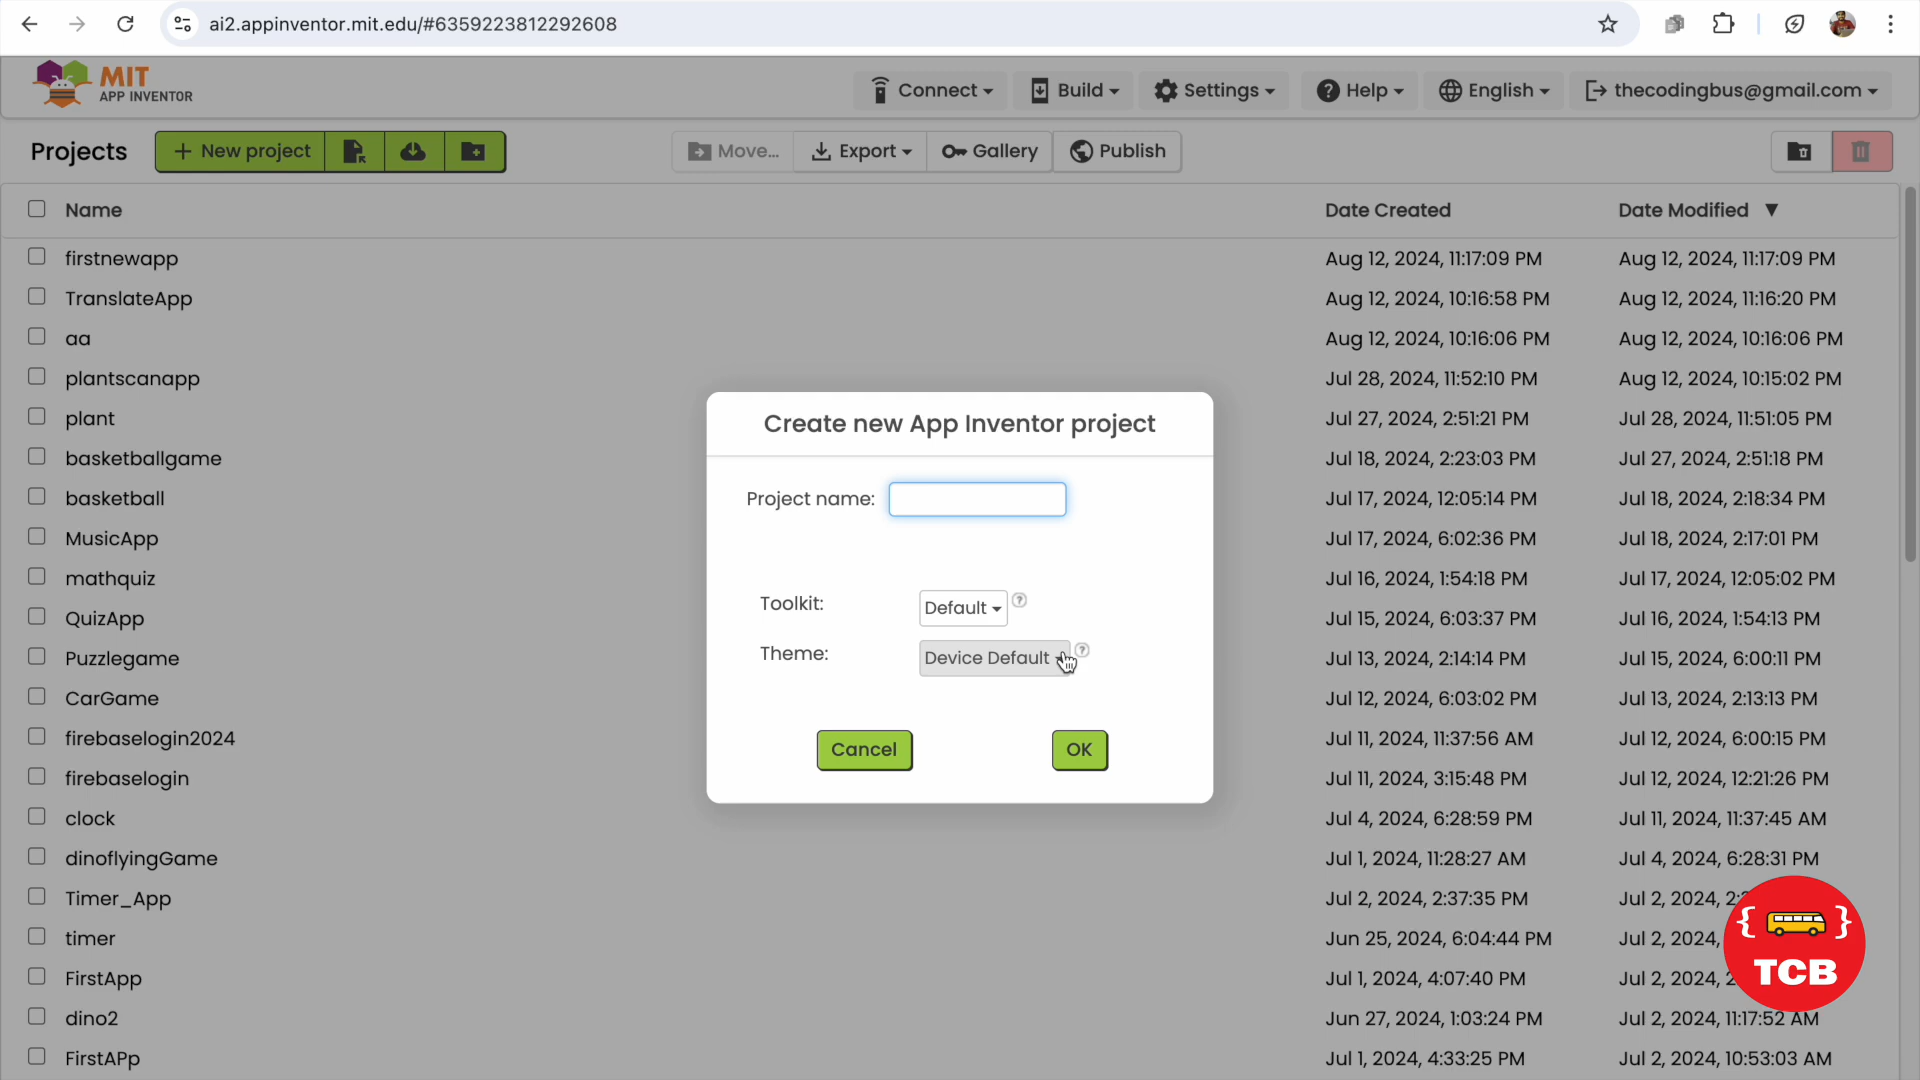 ai2.appinventor.mit.edu/#6359223812292608
MIT
APP INVENTOR
Connect
Build
Settings
Help
English
thecodingbus@gmail.com
Projects
+ New project
Move...
Export
Gallery
Publish
Name Date Created Date Modified ▼
firstnewapp Aug 12, 2024, 11:17:09 PM Aug 12, 2024, 11:17:09 PM
TranslateApp Aug 12, 2024, 10:16:58 PM Aug 12, 2024, 11:16:20 PM
aa Aug 12, 2024, 10:16:06 PM Aug 12, 2024, 10:16:06 PM
plantscanapp Jul 28, 2024, 11:52:10 PM Aug 12, 2024, 10:15:02 PM
plant Jul 27, 2024, 2:51:21 PM Jul 28, 2024, 11:51:05 PM
basketballgame Jul 18, 2024, 2:23:03 PM Jul 27, 2024, 2:51:18 PM
basketball Jul 17, 2024, 12:05:14 PM Jul 18, 2024, 2:18:34 PM
MusicApp Jul 17, 2024, 6:02:36 PM Jul 18, 2024, 2:17:01 PM
mathquiz Jul 16, 2024, 1:54:18 PM Jul 17, 2024, 12:05:02 PM
QuizApp Jul 15, 2024, 6:03:37 PM Jul 16, 2024, 1:54:13 PM
Puzzlegame Jul 13, 2024, 2:14:14 PM Jul 15, 2024, 6:00:11 PM
CarGame Jul 12, 2024, 6:03:02 PM Jul 13, 2024, 2:13:13 PM
firebaselogin2024 Jul 11, 2024, 11:37:56 AM Jul 12, 2024, 6:00:15 PM
firebaselogin Jul 11, 2024, 3:15:48 PM Jul 12, 2024, 12:21:26 PM
clock Jul 4, 2024, 6:28:59 PM Jul 11, 2024, 11:37:45 AM
dinoflyingGame Jul 1, 2024, 11:28:27 AM Jul 4, 2024, 6:28:31 PM
Timer_App Jul 2, 2024, 2:37:35 PM Jul 2, 2024,
timer Jun 25, 2024, 6:04:44 PM Jul 2, 2024,
FirstApp Jul 1, 2024, 4:07:40 PM Jul 2, 2024,
dino2 Jun 27, 2024, 1:03:24 PM Jul 2, 2024, 11:17:52 AM
FirstAPp Jul 1, 2024, 4:33:25 PM Jul 2, 2024, 10:53:03 AM
Create new App Inventor project
Project name:
Toolkit: Default ?
Theme: Device Default ?
Cancel OK
{ }
TCB